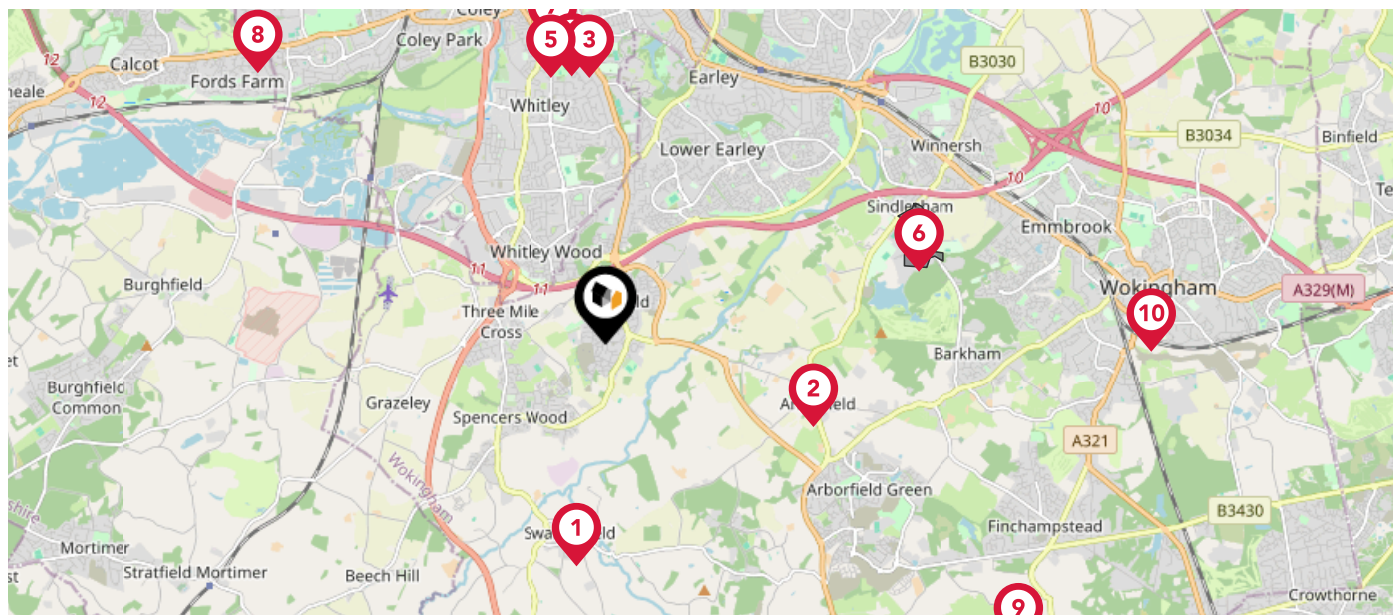 Coley
8
5
3
Coley Park
12
Calcot
Fords Farm
Earley
B3030
neale
12
Whitley
10
B3034
Binfield
Lower Earley
Winnersh
10
Sindlesham
6
Emmbrook
Whitley Wood
11
11
Burghfield
Wokingham
A329(M)
Three Mile
Cross
10
Barkham
Burghfield
Common
Grazeley
2
Spencers Wood
A321
Wokingham
Arborfield Green
B3430
Finchampstead
1
shire
Mortimer
Stratfield Mortimer
Beech Hill
9
Crowthorne